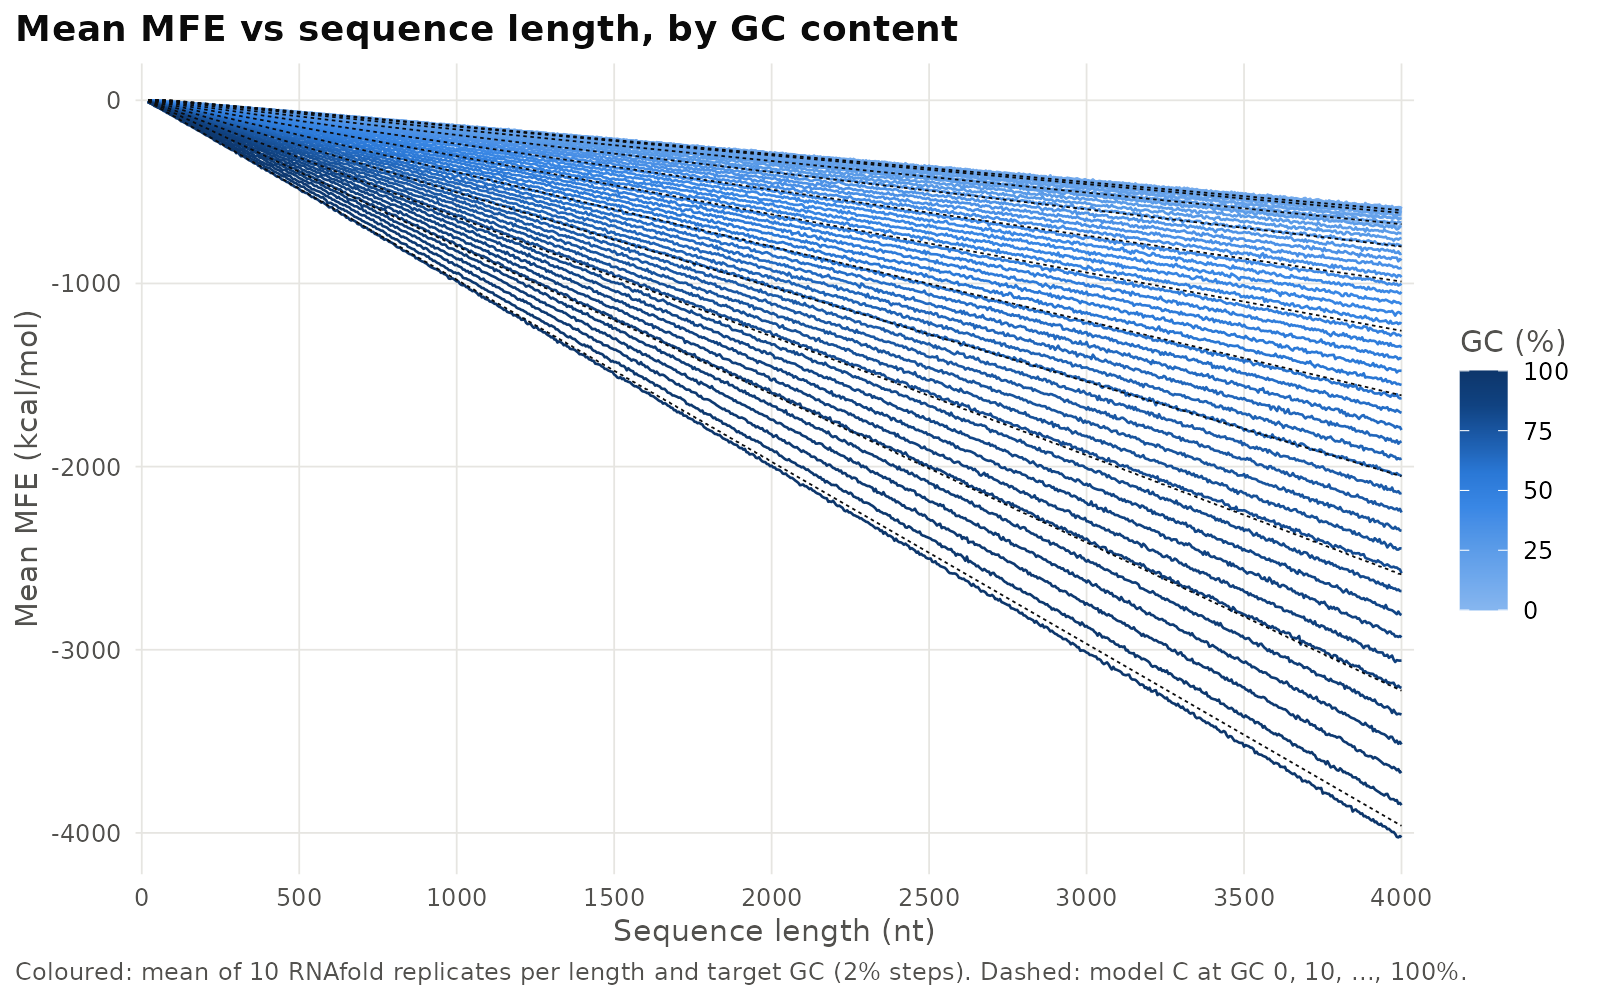 Mean MFE vs sequence length, by GC content
Mean MFE (kcal/mol)
0
-1000
-2000
-3000
-4000
0 500 1000 1500 2000 2500 3000 3500 4000
Sequence length (nt)
GC (%)
100
75
50
25
0
Coloured: mean of 10 RNAfold replicates per length and target GC (2% steps). Dashed: model C at GC 0, 10, ..., 100%.